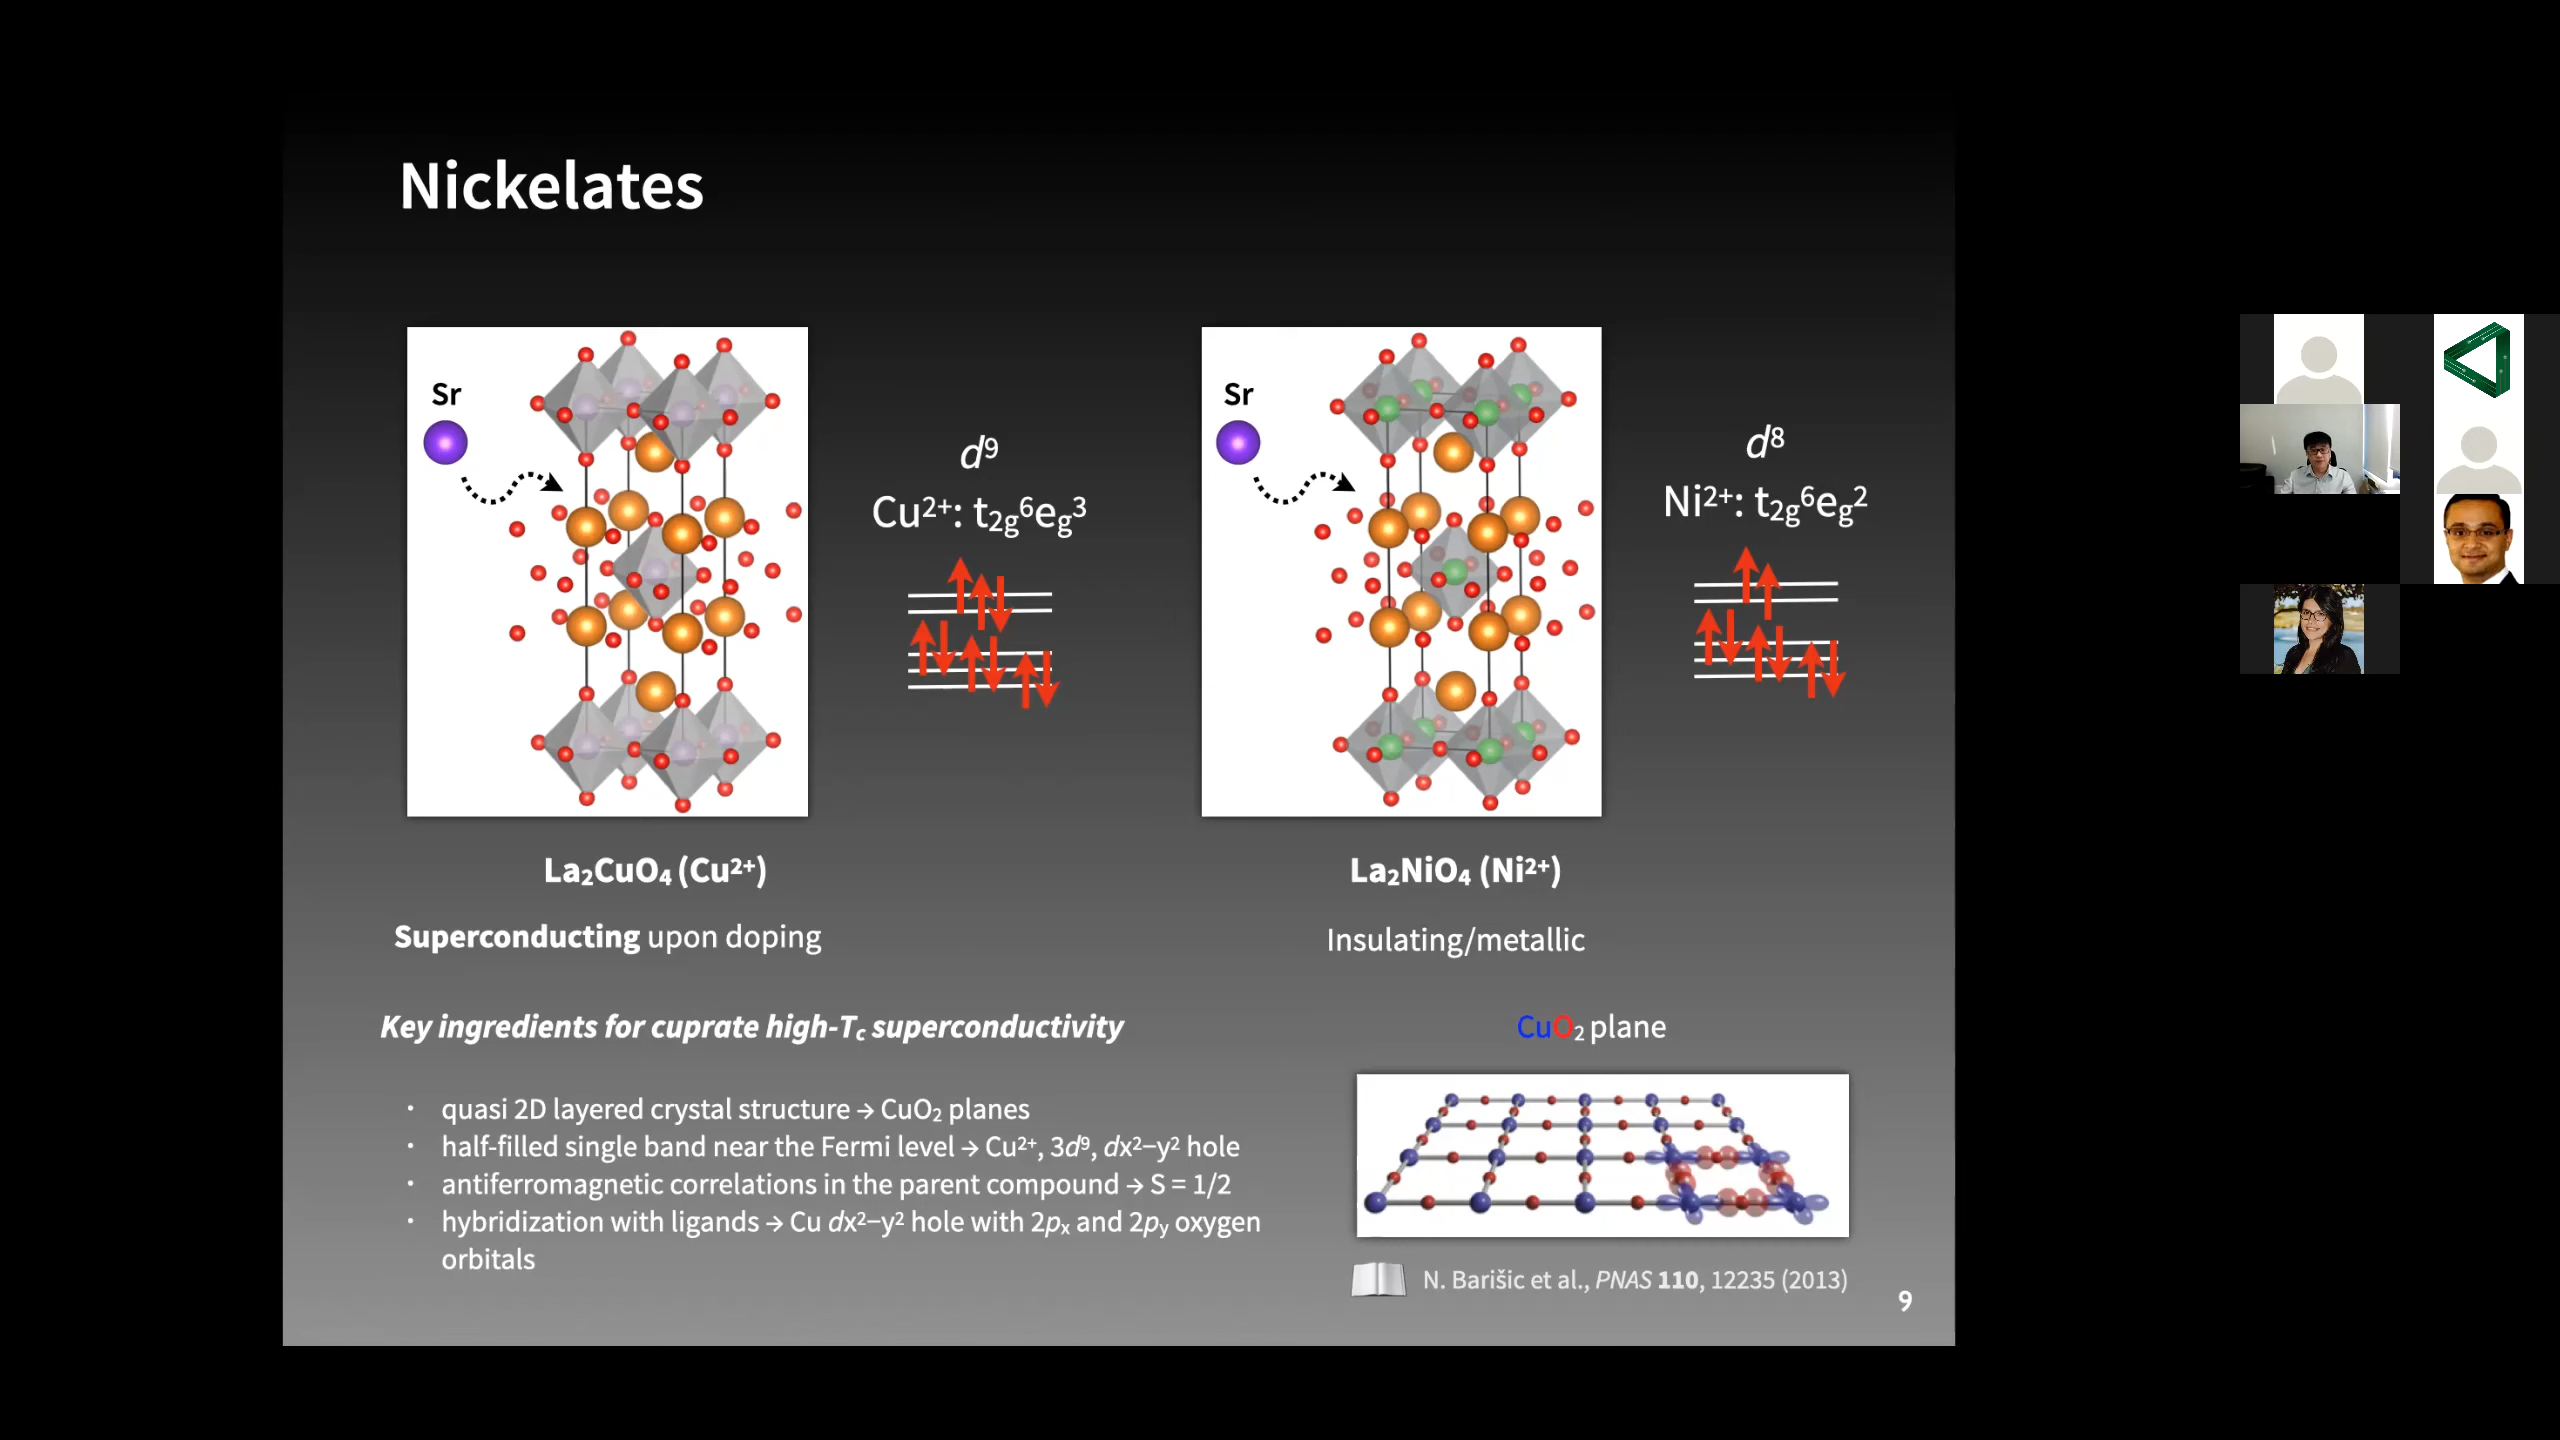 Nickelates
Sr
d⁹
Cu²⁺: t₂g⁶eg³
Sr
d⁸
Ni²⁺: t₂g⁶eg²
La₂CuO₄ (Cu²⁺)
La₂NiO₄ (Ni²⁺)
Superconducting upon doping
Insulating/metallic
Key ingredients for cuprate high-Tc superconductivity
CuO₂ plane
· quasi 2D layered crystal structure → CuO₂ planes
· half-filled single band near the Fermi level → Cu²⁺, 3d⁹, dx²−y² hole
· antiferromagnetic correlations in the parent compound → S = 1/2
· hybridization with ligands → Cu dx²−y² hole with 2pₓ and 2py oxygen
orbitals
N. Barišic et al., PNAS 110, 12235 (2013)
9